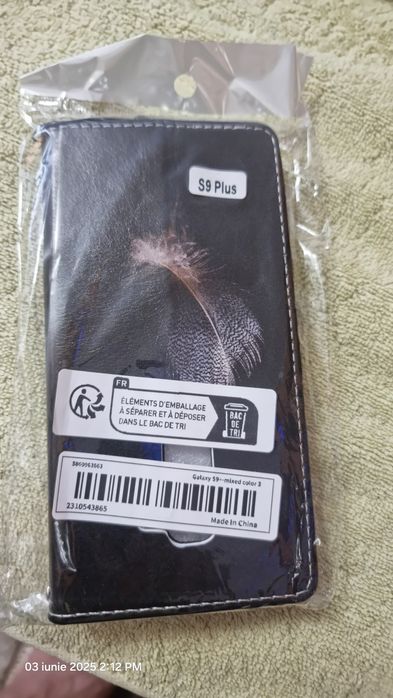 S9 Plus
FR
ÉLÉMENTS D'EMBALLAGE
À SÉPARER ET À DÉPOSER
DANS LE BAC DE TRI
BAC
DE
TRI
Galaxy S9+-mixed color 3
2310543865
Made In China
03 iunie 2025 2:12 PM